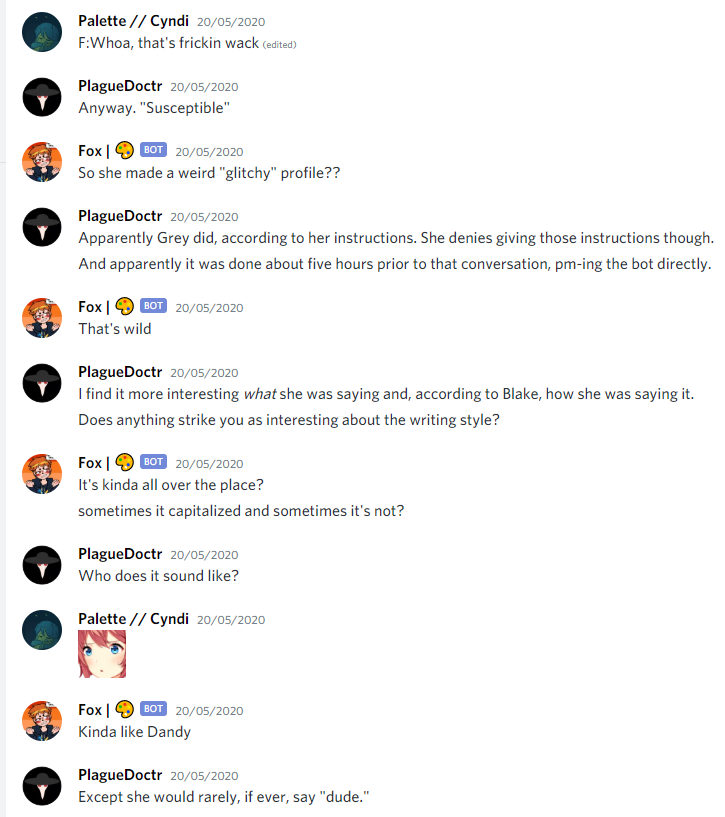 Palette // Cyndi 20/05/2020
F:Whoa, that's frickin wack (edited)
PlagueDoctr 20/05/2020
Anyway. "Susceptible"
Fox | 🎨 BOT 20/05/2020
So she made a weird "glitchy" profile??
PlagueDoctr 20/05/2020
Apparently Grey did, according to her instructions. She denies giving those instructions though.
And apparently it was done about five hours prior to that conversation, pm-ing the bot directly.
Fox | 🎨 BOT 20/05/2020
That's wild
PlagueDoctr 20/05/2020
I find it more interesting what she was saying and, according to Blake, how she was saying it.
Does anything strike you as interesting about the writing style?
Fox | 🎨 BOT 20/05/2020
It's kinda all over the place?
sometimes it capitalized and sometimes it's not?
PlagueDoctr 20/05/2020
Who does it sound like?
Palette // Cyndi 20/05/2020
Fox | 🎨 BOT 20/05/2020
Kinda like Dandy
PlagueDoctr 20/05/2020
Except she would rarely, if ever, say "dude."